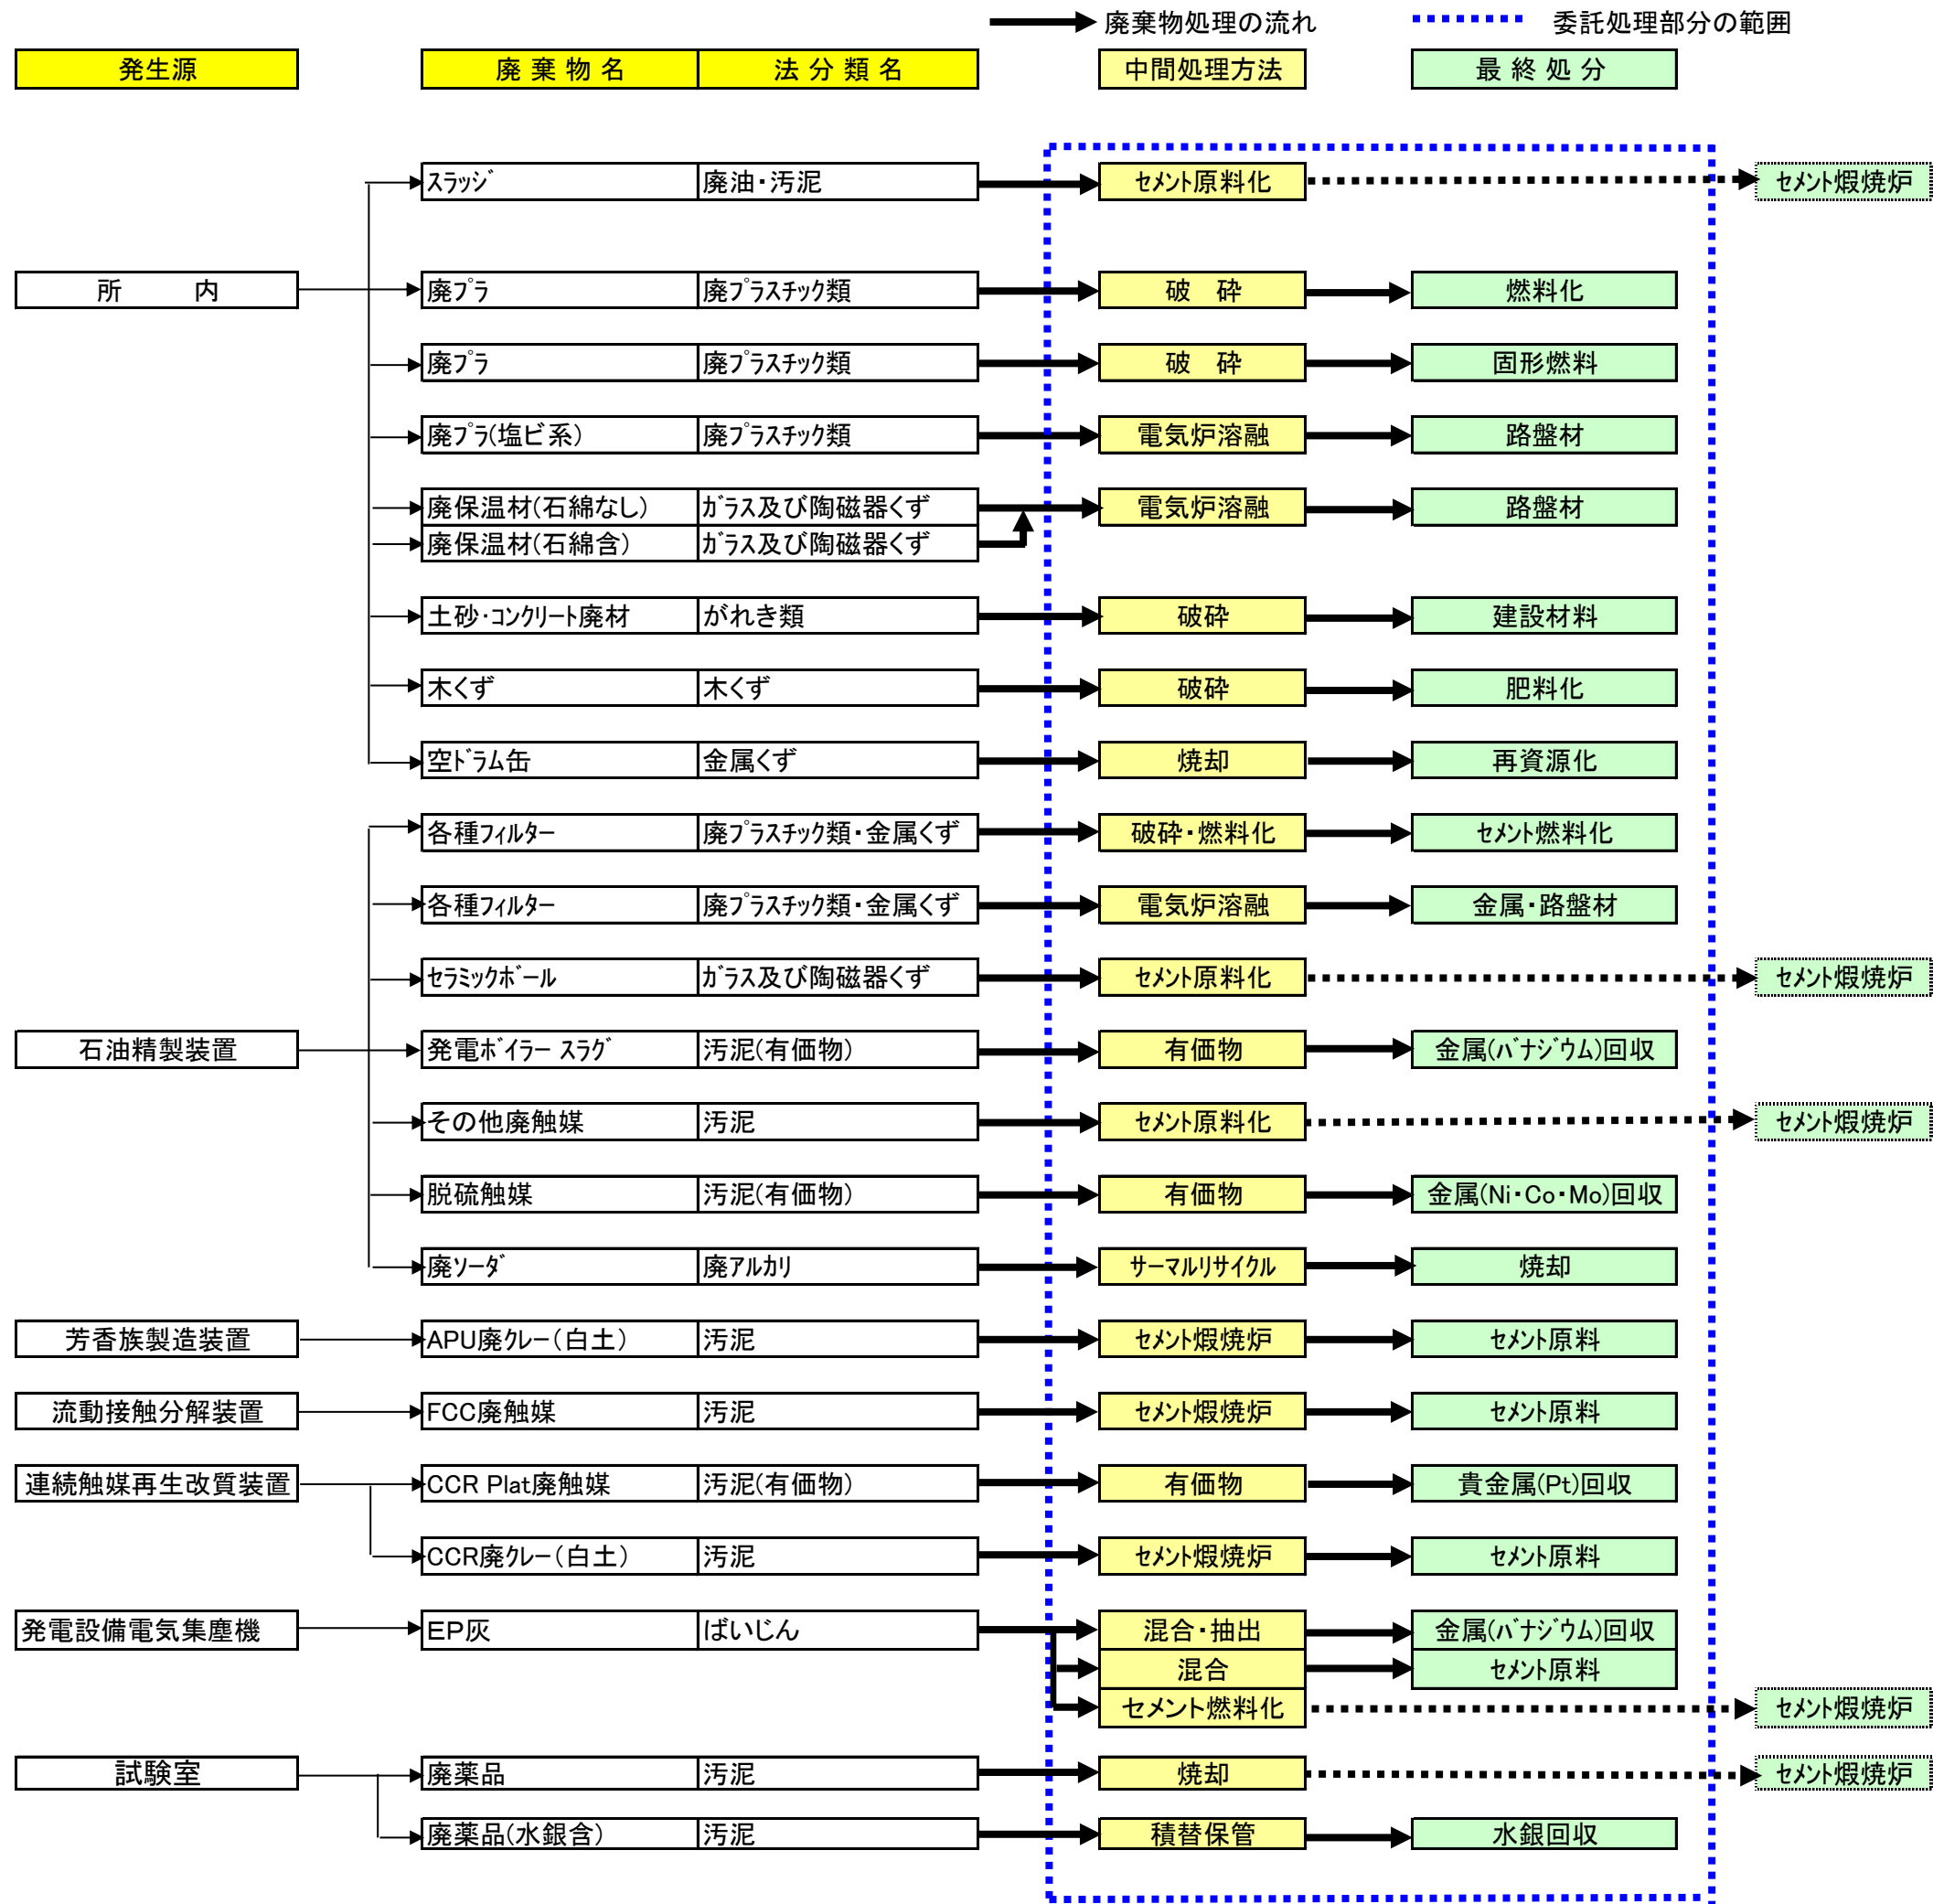 廃棄物処理の流れ 委託処理部分の範囲
発生源 廃棄物名 法分類名 中間処理方法 最終処分
ｽﾗｯｼﾞ 廃油・汚泥 ｾﾒﾝﾄ原料化 ｾﾒﾝﾄ煆焼炉
所 内 廃ﾌﾟﾗ 廃ﾌﾟﾗｽﾁｯｸ類 破 砕 燃料化
廃ﾌﾟﾗ 廃ﾌﾟﾗｽﾁｯｸ類 破 砕 固形燃料
廃ﾌﾟﾗ(塩ビ系) 廃ﾌﾟﾗｽﾁｯｸ類 電気炉溶融 路盤材
廃保温材(石綿なし) ｶﾞﾗｽ及び陶磁器くず 電気炉溶融 路盤材
廃保温材(石綿含) ｶﾞﾗｽ及び陶磁器くず
土砂･ｺﾝｸﾘｰﾄ廃材 がれき類 破砕 建設材料
木くず 木くず 破砕 肥料化
空ﾄﾞﾗﾑ缶 金属くず 焼却 再資源化
各種ﾌｨﾙﾀｰ 廃ﾌﾟﾗｽﾁｯｸ類・金属くず 破砕・燃料化 ｾﾒﾝﾄ燃料化
各種ﾌｨﾙﾀｰ 廃ﾌﾟﾗｽﾁｯｸ類・金属くず 電気炉溶融 金属・路盤材
ｾﾗﾐｯｸﾎﾞｰﾙ ｶﾞﾗｽ及び陶磁器くず ｾﾒﾝﾄ原料化 ｾﾒﾝﾄ煆焼炉
石油精製装置 発電ﾎﾞｲﾗｰ ｽﾗｸﾞ 汚泥(有価物) 有価物 金属(ﾊﾞﾅｼﾞｳﾑ)回収
その他廃触媒 汚泥 ｾﾒﾝﾄ原料化 ｾﾒﾝﾄ煆焼炉
脱硫触媒 汚泥(有価物) 有価物 金属(Ni・Co・Mo)回収
廃ｿｰﾀﾞ 廃ｱﾙｶﾘ ｻｰﾏﾙﾘｻｲｸﾙ 焼却
芳香族製造装置 APU廃ｸﾚｰ(白土) 汚泥 ｾﾒﾝﾄ煆焼炉 ｾﾒﾝﾄ原料
流動接触分解装置 FCC廃触媒 汚泥 ｾﾒﾝﾄ煆焼炉 ｾﾒﾝﾄ原料
連続触媒再生改質装置 CCR Plat廃触媒 汚泥(有価物) 有価物 貴金属(Pt)回収
CCR廃ｸﾚｰ(白土) 汚泥 ｾﾒﾝﾄ煆焼炉 ｾﾒﾝﾄ原料
発電設備電気集塵機 EP灰 ばいじん 混合・抽出 金属(ﾊﾞﾅｼﾞｳﾑ)回収
混合 ｾﾒﾝﾄ原料
セメント燃料化 ｾﾒﾝﾄ煆焼炉
試験室 廃薬品 汚泥 焼却 ｾﾒﾝﾄ煆焼炉
廃薬品(水銀含) 汚泥 積替保管 水銀回収